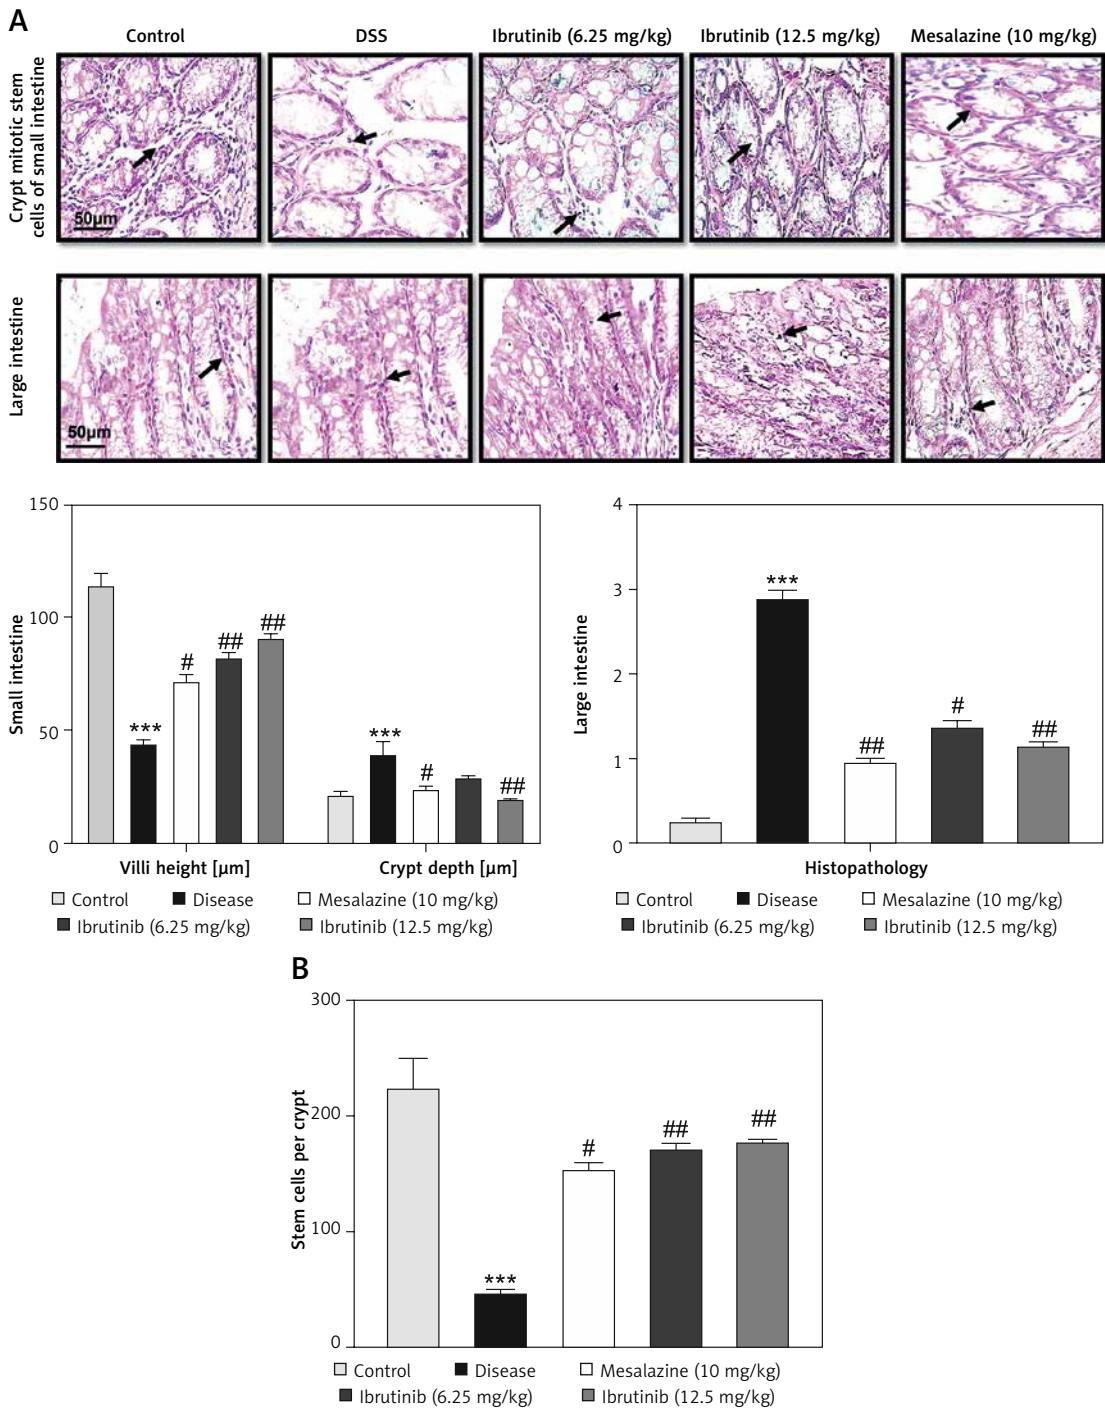 A
Control DSS Ibrutinib (6.25 mg/kg) Ibrutinib (12.5 mg/kg) Mesalazine (10 mg/kg)
Crypt mitotic stem
cells of small intestine
50µm
Large intestine
50µm
150
100
50
0
Small intestine
***
#
##
##
***
#
##
Villi height [µm] Crypt depth [µm]
Control Disease Mesalazine (10 mg/kg)
Ibrutinib (6.25 mg/kg) Ibrutinib (12.5 mg/kg)
4
3
2
1
0
Large intestine
***
##
#
##
Histopathology
Control Disease Mesalazine (10 mg/kg)
Ibrutinib (6.25 mg/kg) Ibrutinib (12.5 mg/kg)
B
300
200
100
0
Stem cells per crypt
***
#
##
##
Control Disease Mesalazine (10 mg/kg)
Ibrutinib (6.25 mg/kg) Ibrutinib (12.5 mg/kg)